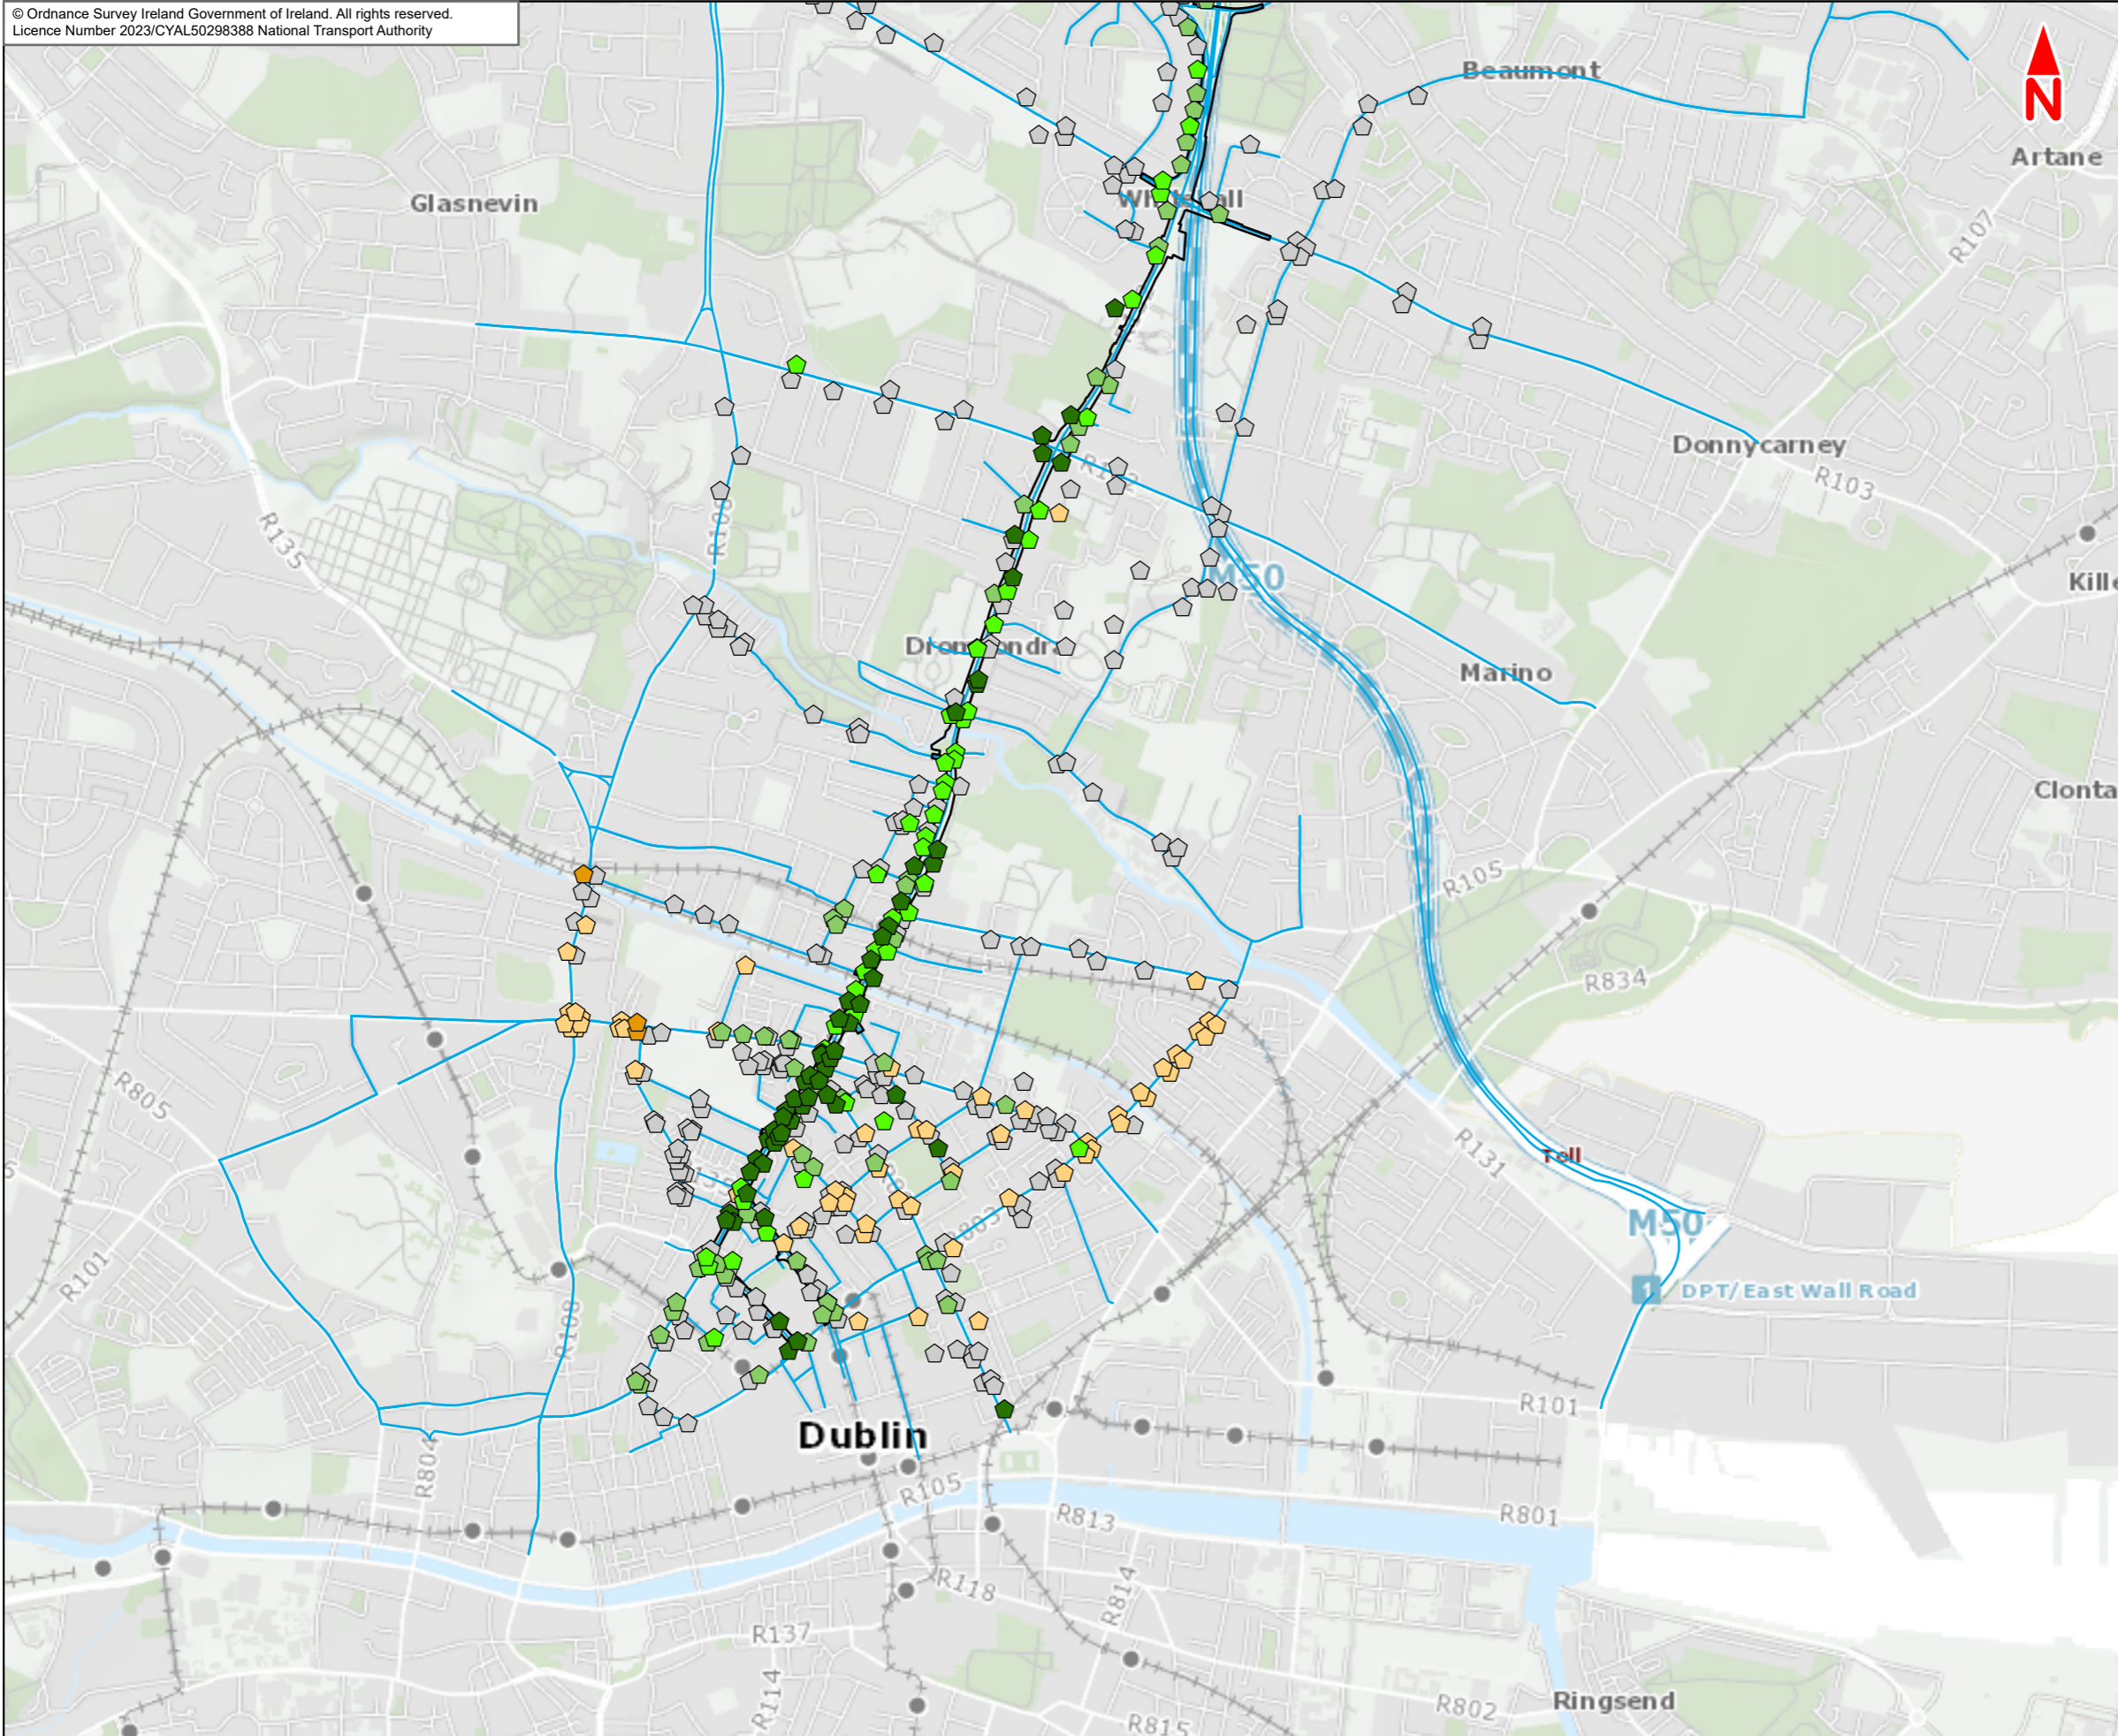 © Ordnance Survey Ireland Government of Ireland. All rights reserved.
Licence Number 2023/CYAL50298388 National Transport Authority
N
Beaumont
Artane
Glasnevin
R107
Donnycarney
R103
R135
M50
Marino
R105
R834
R805
R131
Toll
M50
1 DPT/East Wall Road
R101
R108
R101
Dublin
R804
R105
R813
R801
R118
R814
R137
R114
R802
Ringsend
R815